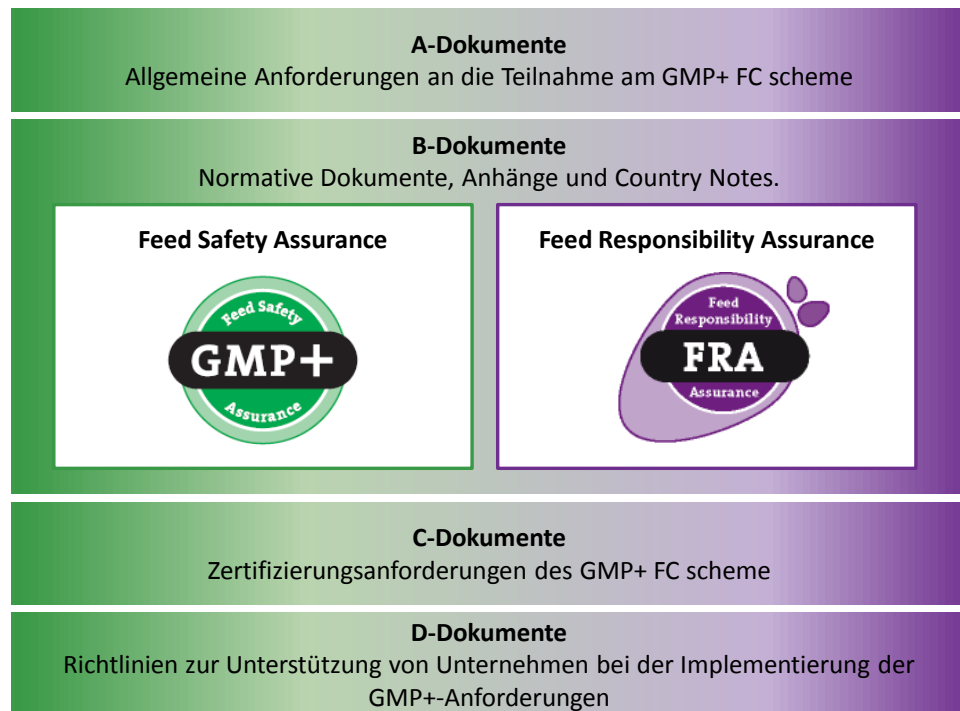 A-Dokumente
Allgemeine Anforderungen an die Teilnahme am GMP+ FC scheme
B-Dokumente
Normative Dokumente, Anhänge und Country Notes.
Feed Safety Assurance
Feed Safety
GMP+
Assurance
Feed Responsibility Assurance
Feed
Responsibility
FRA
Assurance
C-Dokumente
Zertifizierungsanforderungen des GMP+ FC scheme
D-Dokumente
Richtlinien zur Unterstützung von Unternehmen bei der Implementierung der
GMP+-Anforderungen